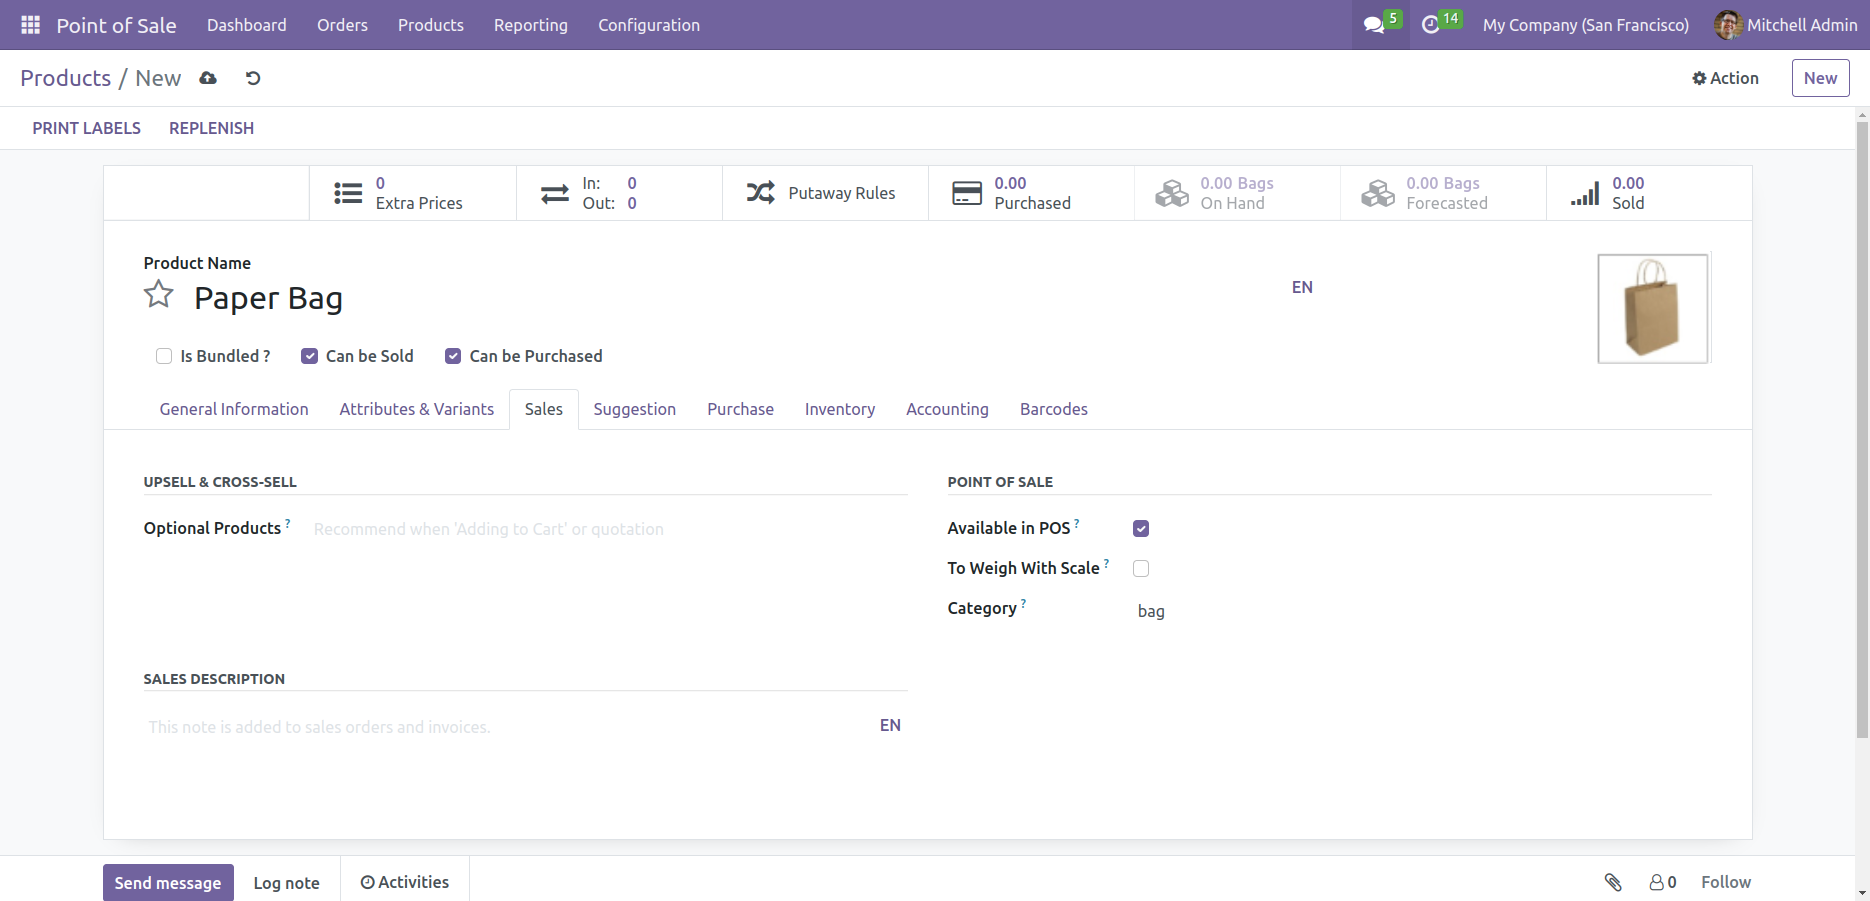 Point of Sale Dashboard Orders Products Reporting Configuration 5 14 My Company (San Francisco) Mitchell Admin
Products / New Action New
PRINT LABELS REPLENISH
0 Extra Prices
In: 0
Out: 0
Putaway Rules
0.00 Purchased
0.00 Bags On Hand
0.00 Bags Forecasted
0.00 Sold
Product Name
Paper Bag EN
Is Bundled ? Can be Sold Can be Purchased
General Information Attributes & Variants Sales Suggestion Purchase Inventory Accounting Barcodes
UPSELL & CROSS-SELL
Optional Products ? Recommend when 'Adding to Cart' or quotation
POINT OF SALE
Available in POS ?
To Weigh With Scale ?
Category ? bag
SALES DESCRIPTION
This note is added to sales orders and invoices. EN
Send message Log note Activities 0 Follow